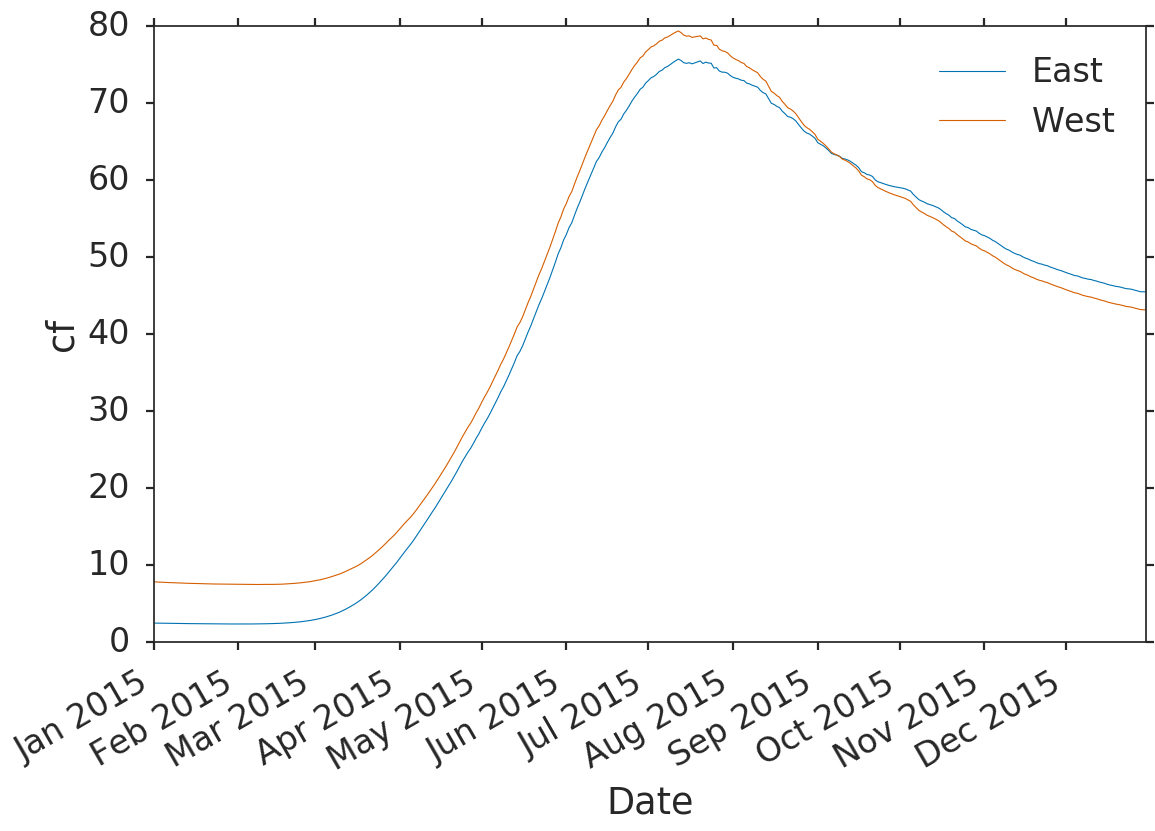 80
70
60
50
40
30
20
10
0
cf
East
West
Jan 2015
Feb 2015
Mar 2015
Apr 2015
May 2015
Jun 2015
Jul 2015
Aug 2015
Sep 2015
Oct 2015
Nov 2015
Dec 2015
Date